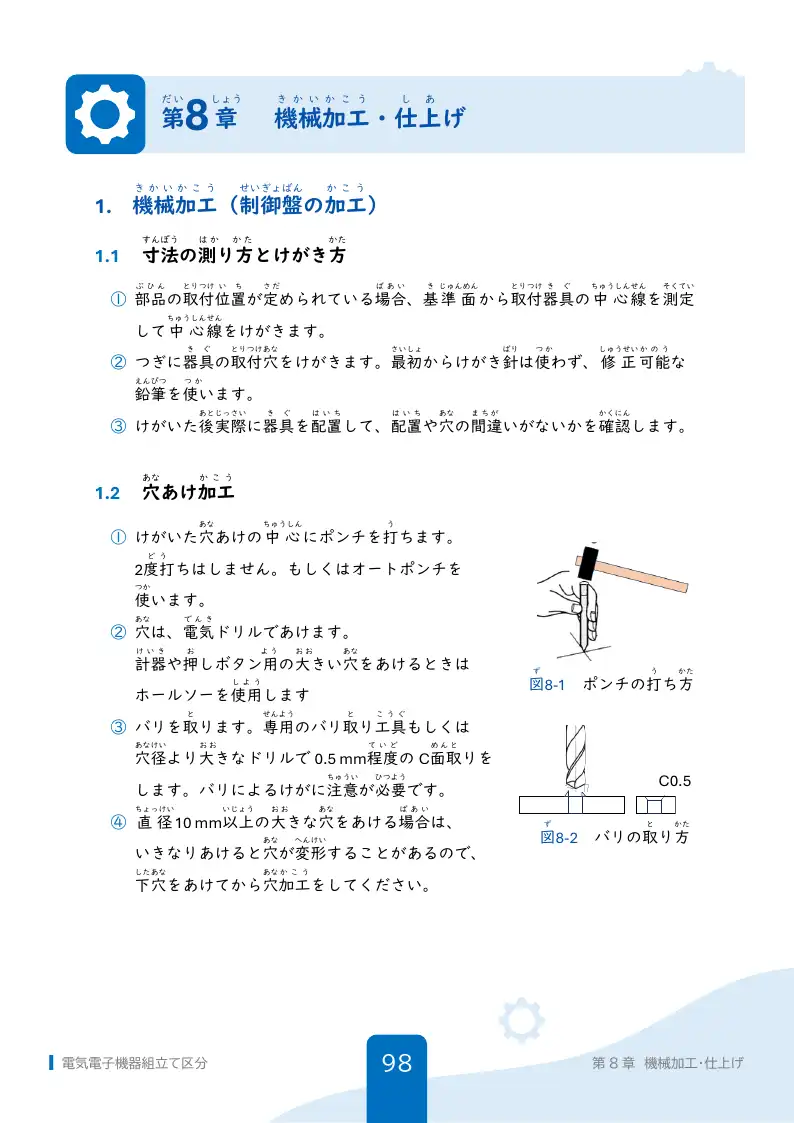 第8章 機械加工・仕上げ
1. 機械加工（制御盤の加工）
1.1 寸法の測り方とけがき方
① 部品の取付位置が定められている場合、基準面から取付器具の中心線を測定
して中心線をけがきます。
② つぎに器具の取付穴をけがきます。最初からけがき針は使わず、修正可能な
鉛筆を使います。
③ けがいた後実際に器具を配置して、配置や穴の間違いがないかを確認します。
1.2 穴あけ加工
① けがいた穴あけの中心にポンチを打ちます。
2度打ちはしません。もしくはオートポンチを
使います。
② 穴は、電気ドリルであけます。
計器や押しボタン用の大きい穴をあけるときは
ホールソーを使用します
③ バリを取ります。専用のバリ取り工具もしくは
穴径より大きなドリルで 0.5 mm程度の C面取りを
します。バリによるけがに注意が必要です。
④ 直径10 mm以上の大きな穴をあける場合は、
いきなりあけると穴が変形することがあるので、
下穴をあけてから穴加工をしてください。
図8-1 ポンチの打ち方
C0.5
図8-2 バリの取り方
電気電子機器組立て区分
98
第 8 章 機械加工･仕上げ